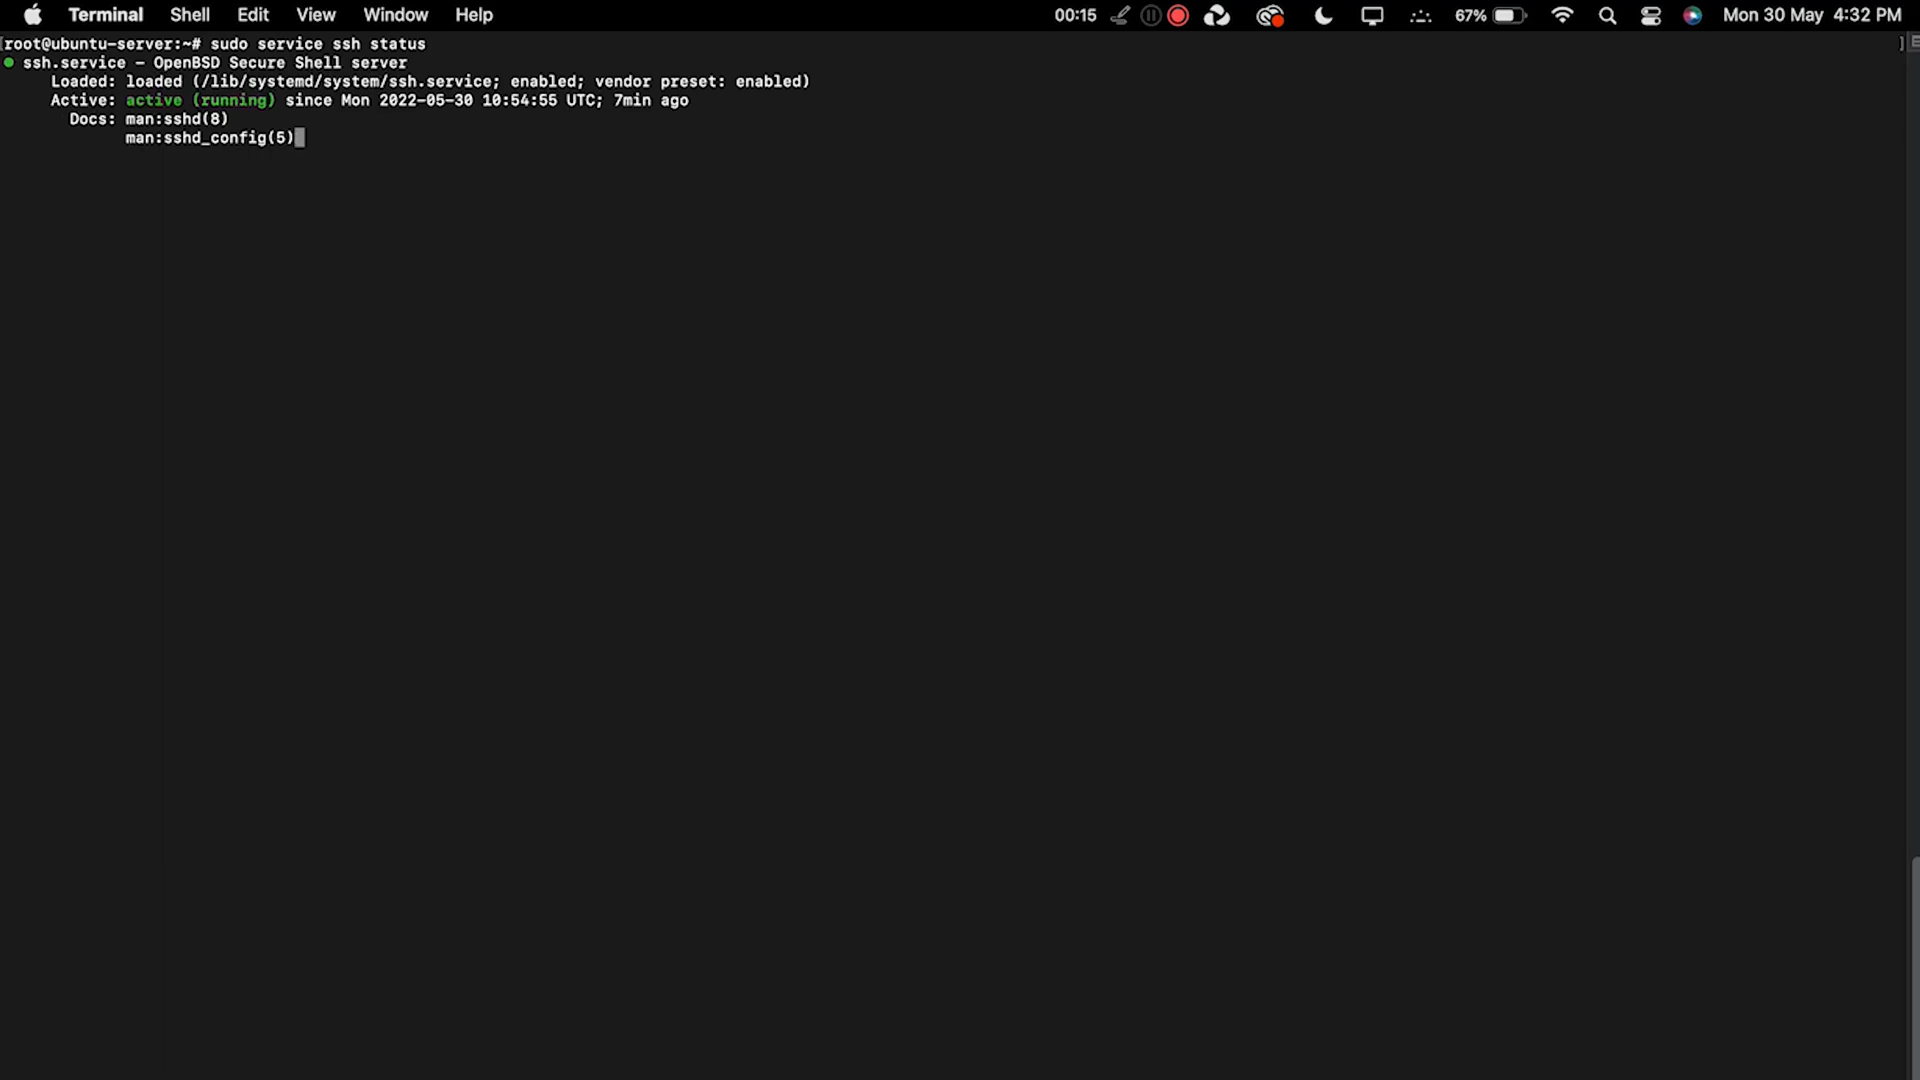 Terminal Shell Edit View Window Help 00:15 67% Mon 30 May 4:32 PM
[root@ubuntu-server:~# sudo service ssh status ]
● ssh.service - OpenBSD Secure Shell server
Loaded: loaded (/lib/systemd/system/ssh.service; enabled; vendor preset: enabled)
Active: active (running) since Mon 2022-05-30 10:54:55 UTC; 7min ago
Docs: man:sshd(8)
man:sshd_config(5)